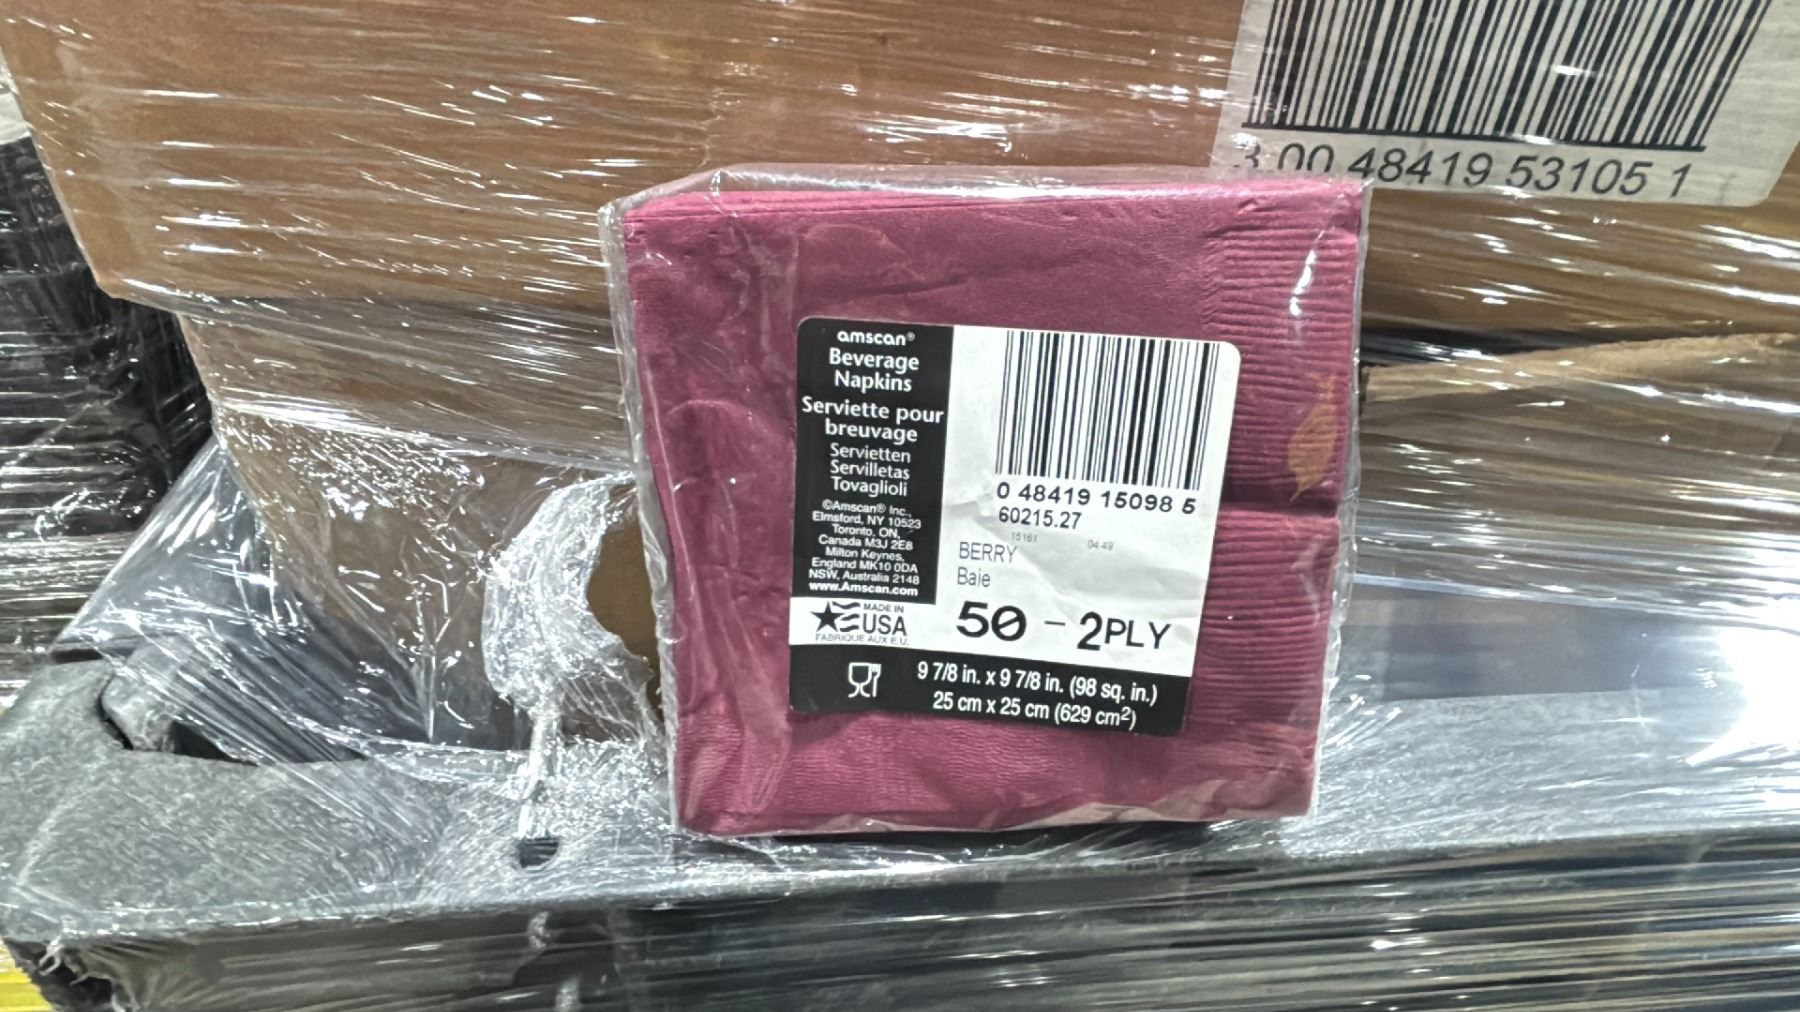 3 00 48419 53105 1
amscan®
Beverage
Napkins
Serviette pour
breuvage
Servietten
Servilletas
Tovaglioli
©Amscan® Inc.,
Elmsford, NY 10523
Toronto, ON,
Canada M3J 2E8
Milton Keynes,
England MK10 0DA
NSW, Australia 2148
www.Amscan.com
MADE IN
USA
FABRIQUE AUX E.U.
0 48419 15098 5
60215.27
15161 04.49
BERRY
Baie
50 - 2PLY
9 7/8 in. x 9 7/8 in. (98 sq. in.)
25 cm x 25 cm (629 cm²)